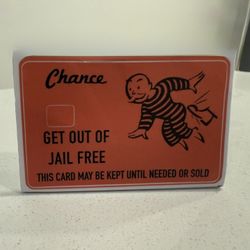 Chance
GET OUT OF
JAIL FREE
THIS CARD MAY BE KEPT UNTIL NEEDED OR SOLD